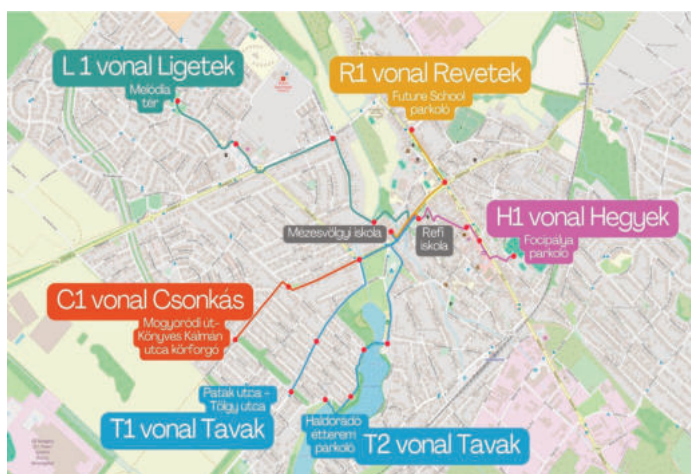 L 1 vonal Ligetek
Melódia
tér
R1 vonal Revetek
Future School
parkoló
Mézesvölgyi iskola
Refi
iskola
H1 vonal Hegyek
Focipálya
parkoló
C1 vonal Csonkás
Mogyoródi út-
Könyves Kálmán
utca körforgó
Patak utca -
Tölgy utca
T1 vonal Tavak
Haldorádó
étterem
parkoló
T2 vonal Tavak